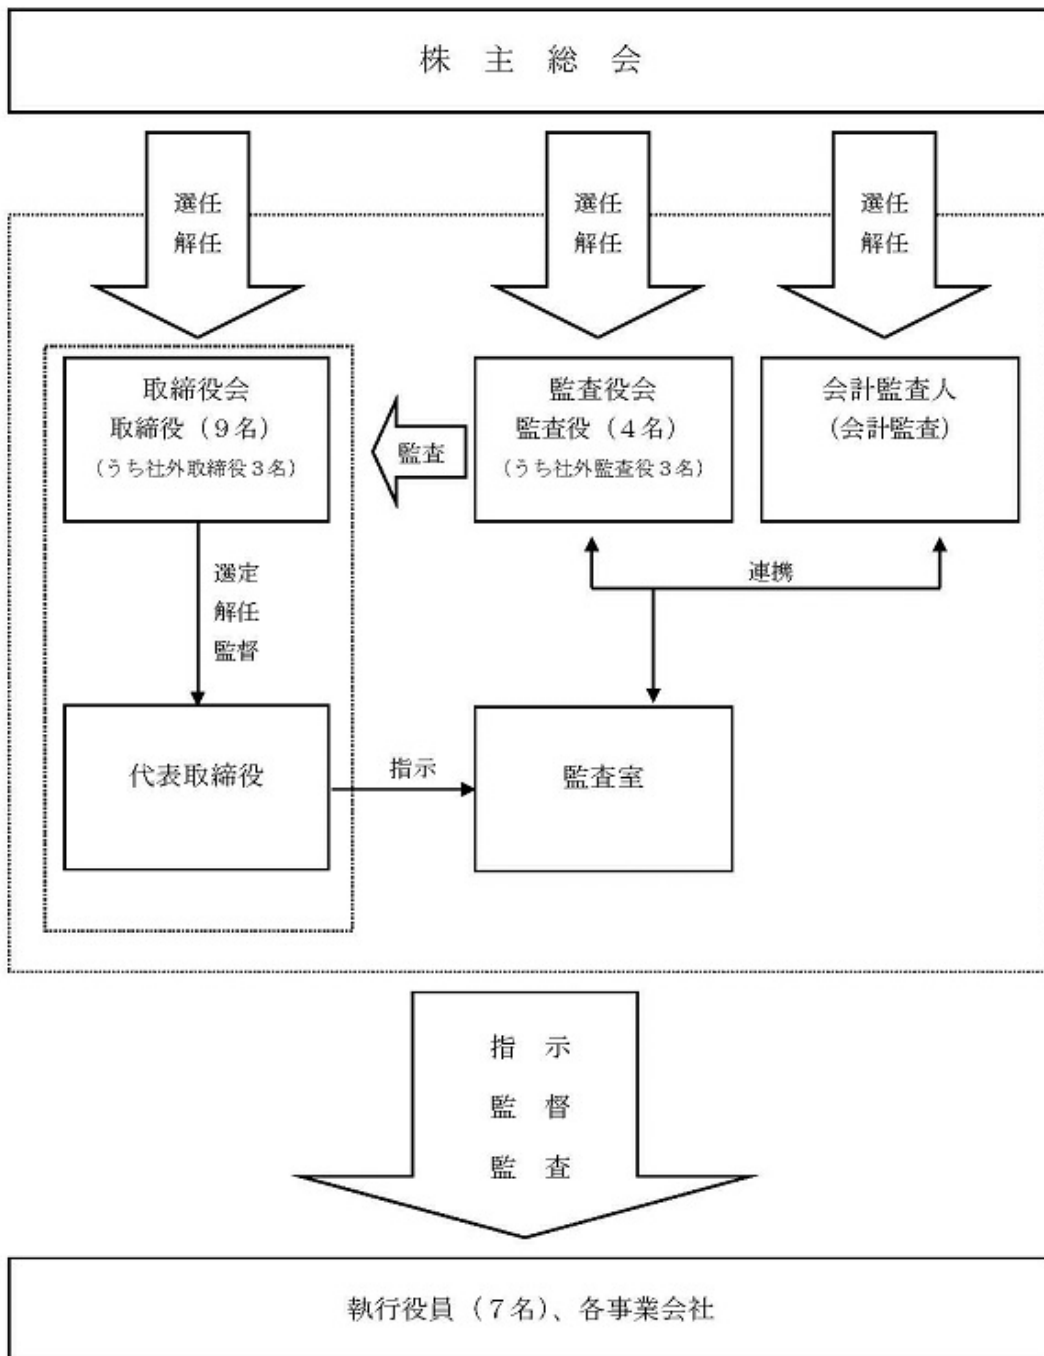 株 主 総 会
選任
解任
選任
解任
選任
解任
取締役会
取締役（９名）
（うち社外取締役３名）
監査
監査役会
監査役（４名）
（うち社外監査役３名）
会計監査人
（会計監査）
選定
解任
監督
連携
代表取締役
指示
監査室
指 示
監 督
監 査
執行役員（７名）、各事業会社